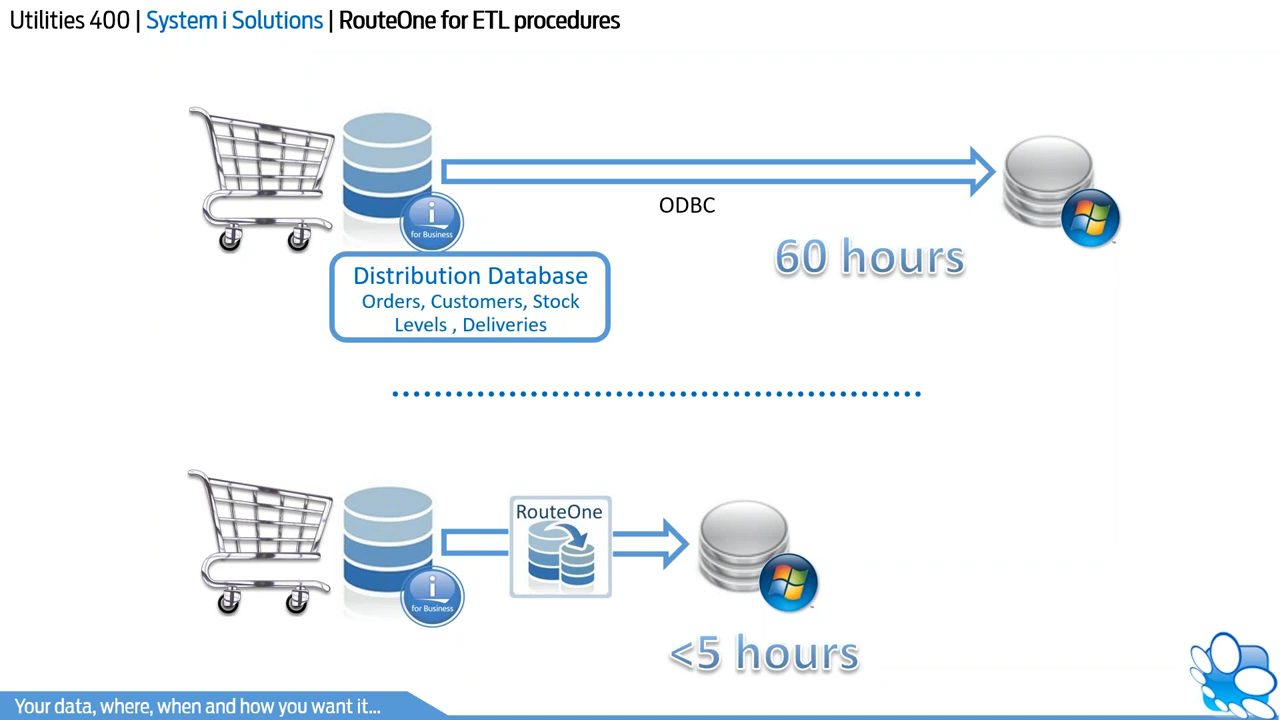 Utilities 400 | System i Solutions | RouteOne for ETL procedures
ODBC
i
for Business
60 hours
Distribution Database
Orders, Customers, Stock
Levels , Deliveries
RouteOne
i
for Business
<5 hours
Your data, where, when and how you want it...